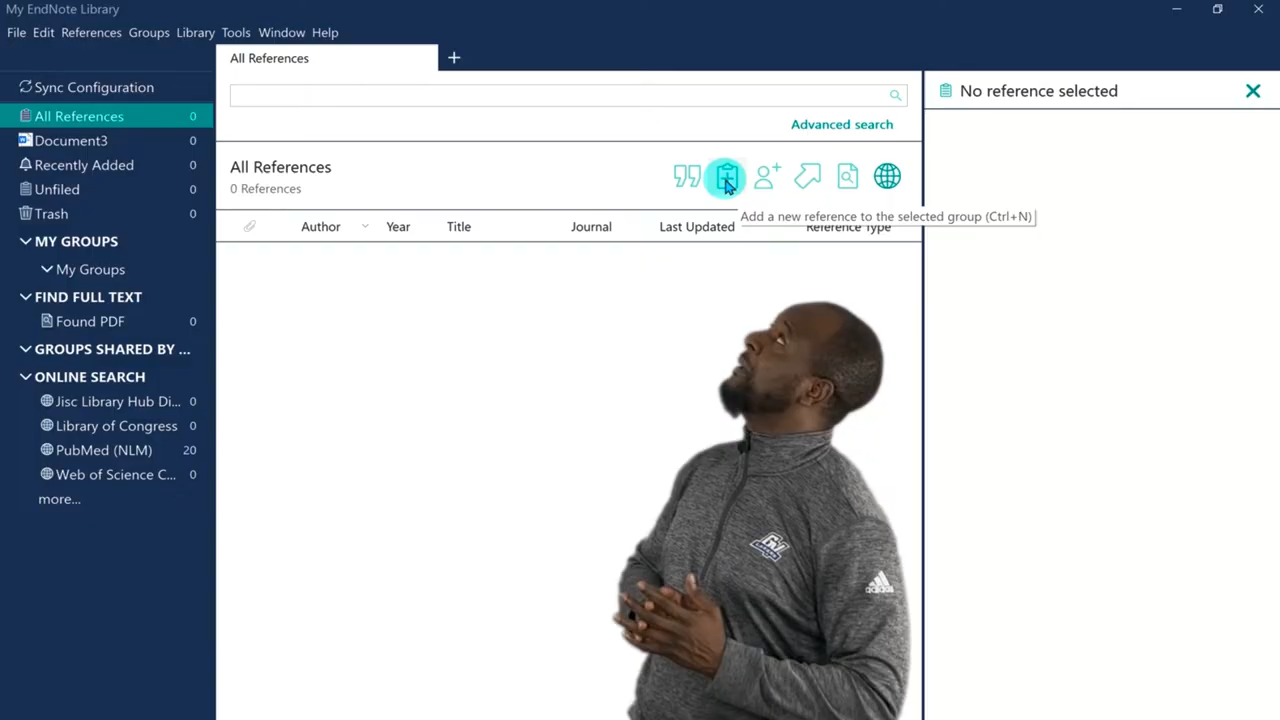 My EndNote Library
File Edit References Groups Library Tools Window Help
Sync Configuration
All References 0
Document3 0
Recently Added 0
Unfiled 0
Trash 0
MY GROUPS
My Groups
FIND FULL TEXT
Found PDF 0
GROUPS SHARED BY ...
ONLINE SEARCH
Jisc Library Hub Di... 0
Library of Congress 0
PubMed (NLM) 20
Web of Science C... 0
more...
All References
Advanced search
All References
0 References
Add a new reference to the selected group (Ctrl+N)
Author Year Title Journal Last Updated Reference Type
No reference selected
GV
LAKERS
adidas